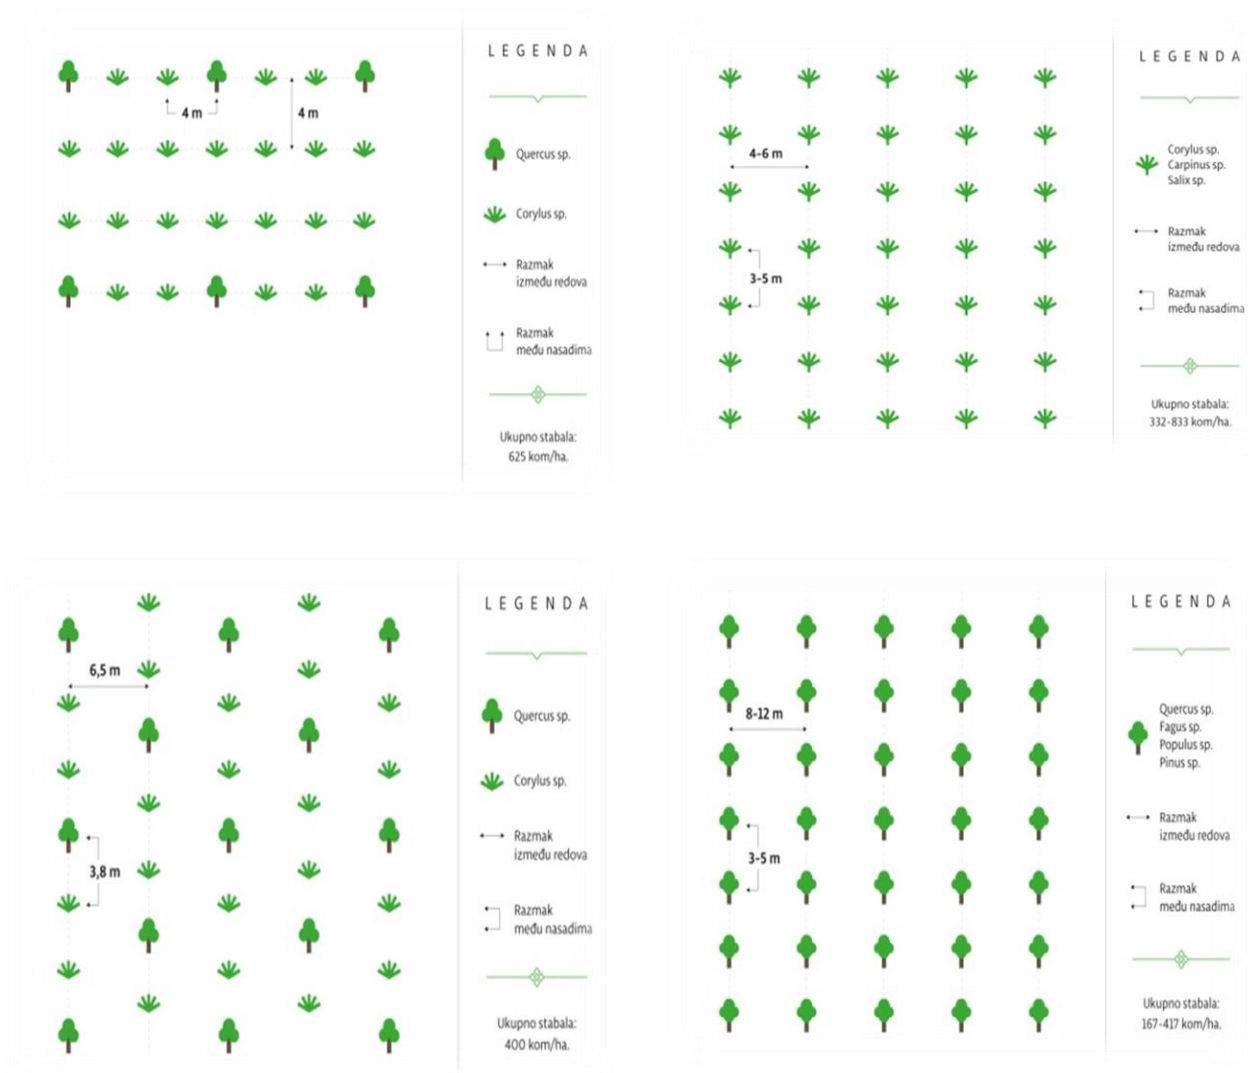 LEGENDA
4 m
4 m
Quercus sp.
Corylus sp.
Razmak
između redova
Razmak
među nasadima
Ukupno stabala:
625 kom/ha.
LEGENDA
4-6 m
3-5 m
Corylus sp.
Carpinus sp.
Salix sp.
Razmak
između redova
Razmak
među nasadima
Ukupno stabala:
332-833 kom/ha.
LEGENDA
6,5 m
3,8 m
Quercus sp.
Corylus sp.
Razmak
između redova
Razmak
među nasadima
Ukupno stabala:
400 kom/ha.
LEGENDA
8-12 m
3-5 m
Quercus sp.
Fagus sp.
Populus sp.
Pinus sp.
Razmak
između redova
Razmak
među nasadima
Ukupno stabala:
167-417 kom/ha.